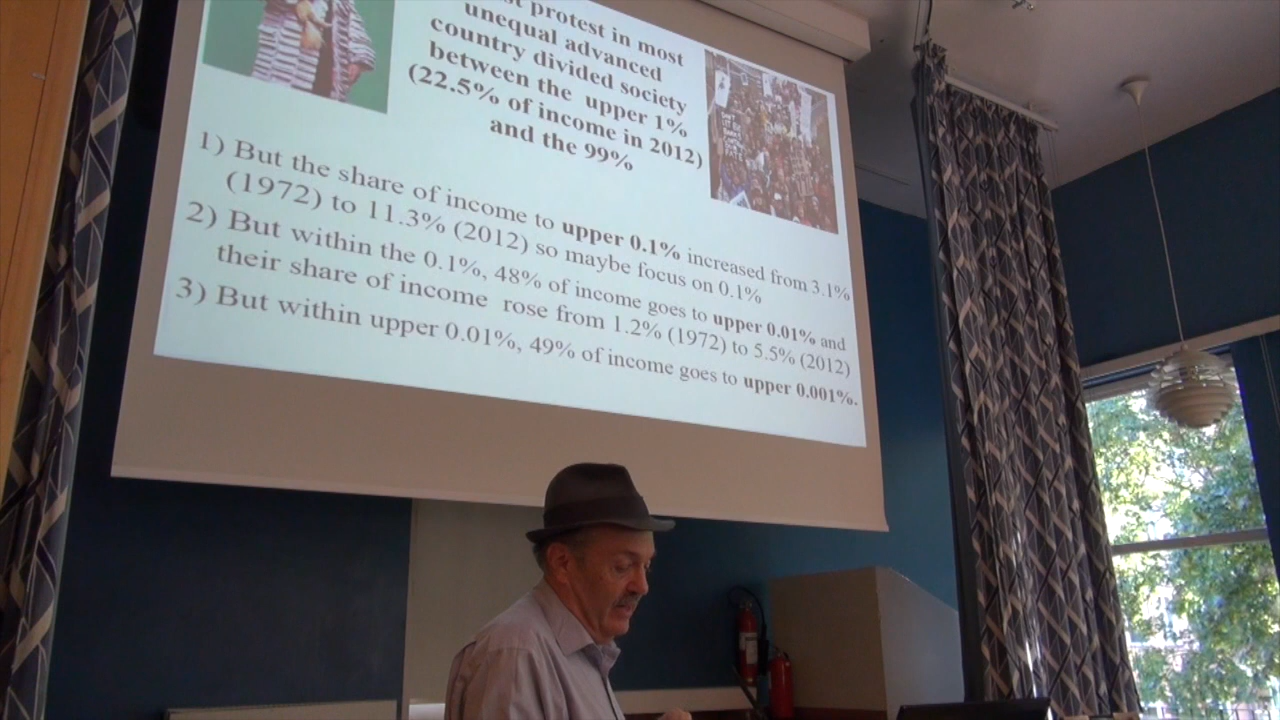 protest in most
unequal advanced
country divided society
between the upper 1%
(22.5% of income in 2012)
and the 99%
1) But the share of income to upper 0.1% increased from 3.1%
(1972) to 11.3% (2012) so maybe focus on 0.1%
2) But within the 0.1%, 48% of income goes to upper 0.01% and
their share of income rose from 1.2% (1972) to 5.5% (2012)
3) But within upper 0.01%, 49% of income goes to upper 0.001%.